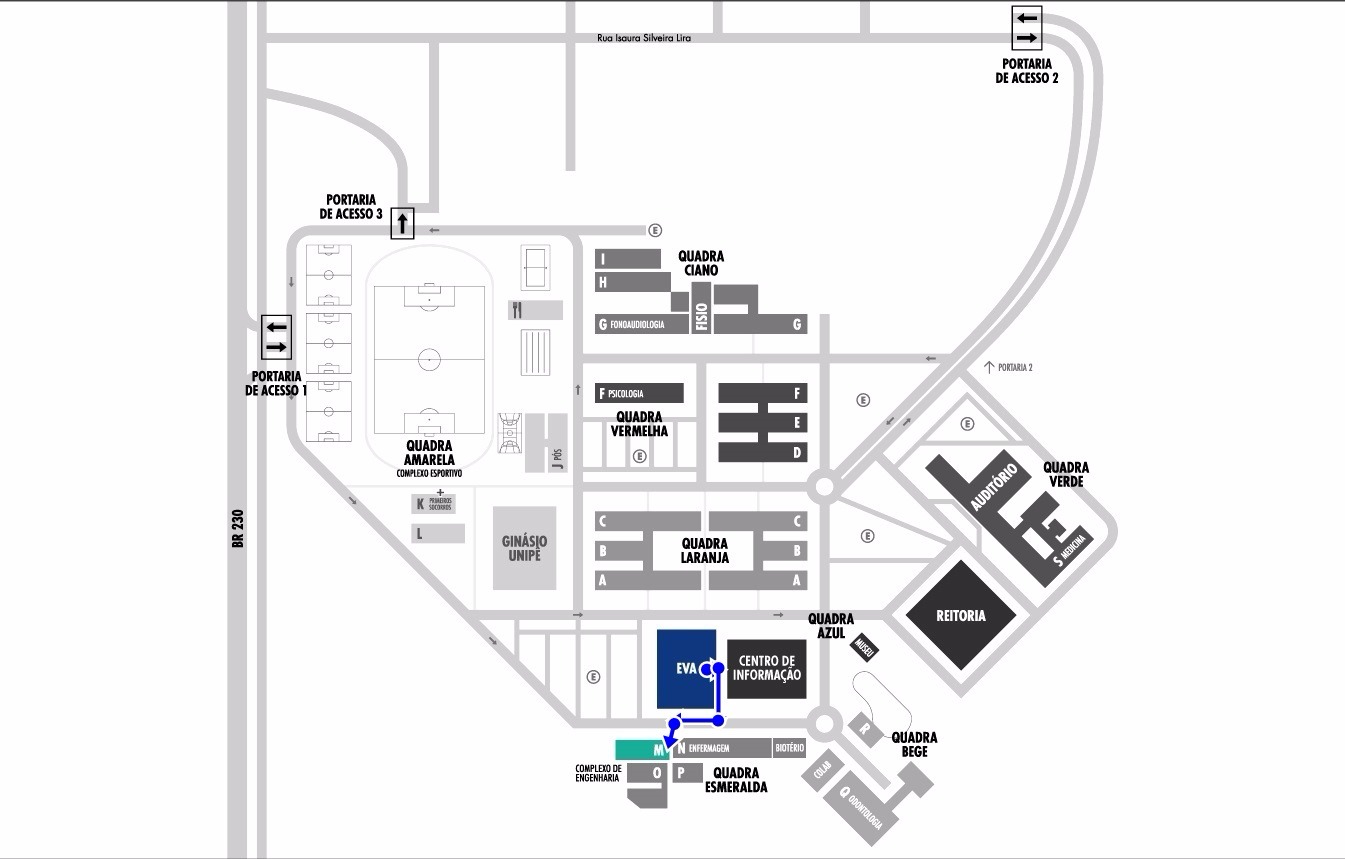 Rua Isaura Silveira Lira
PORTARIA
DE ACESSO 2
PORTARIA
DE ACESSO 3
E
QUADRA
CIANO
I
H
FISIO
G FONOAUDIOLOGIA
G
PORTARIA
DE ACESSO 1
PORTARIA 2
F PSICOLOGIA
F
E
D
QUADRA
VERMELHA
E
E
E
QUADRA
AMARELA
COMPLEXO ESPORTIVO
J PÓS
K PRIMEIROS
SOCORROS
L
GINÁSIO
UNIPÊ
BR 230
C
B
A
QUADRA
LARANJA
C
B
A
E
AUDITÓRIO
QUADRA
VERDE
S MEDICINA
REITORIA
QUADRA
AZUL
MUSEU
E
EVA
CENTRO DE
INFORMAÇÃO
M
N ENFERMAGEM
BIOTÉRIO
COMPLEXO DE
ENGENHARIA
O
P
QUADRA
ESMERALDA
R
QUADRA
BEGE
COLAB
Q ODONTOLOGIA